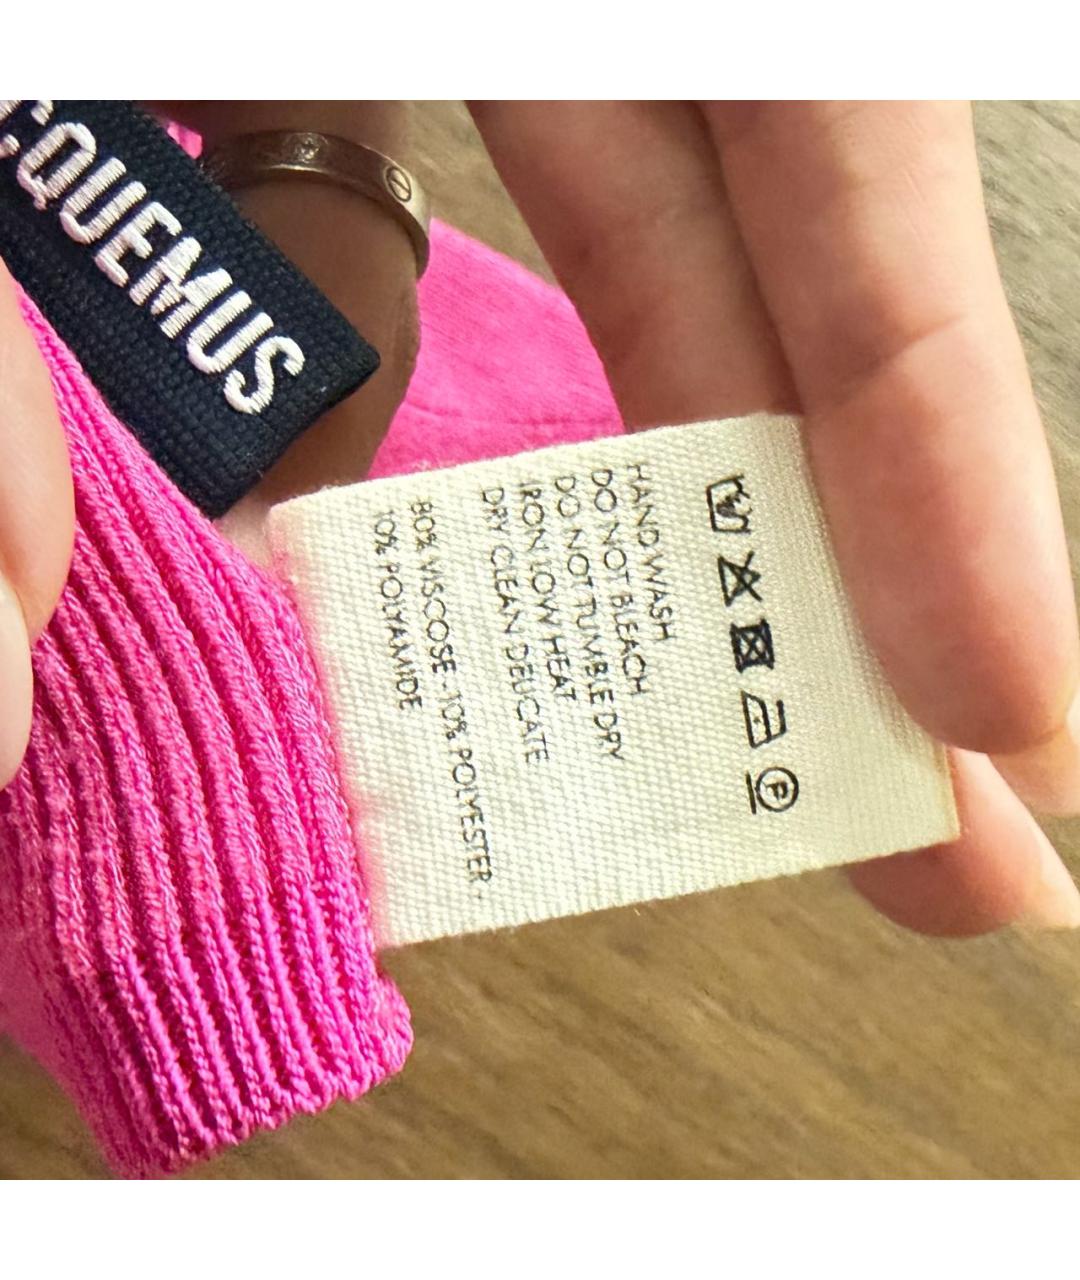 CQUEMUS
HAND WASH
DO NOT BLEACH
DO NOT TUMBLE DRY
IRON LOW HEAT
DRY CLEAN DELICATE
80% VISCOSE - 10% POLYESTER -
10% POLYAMIDE
P